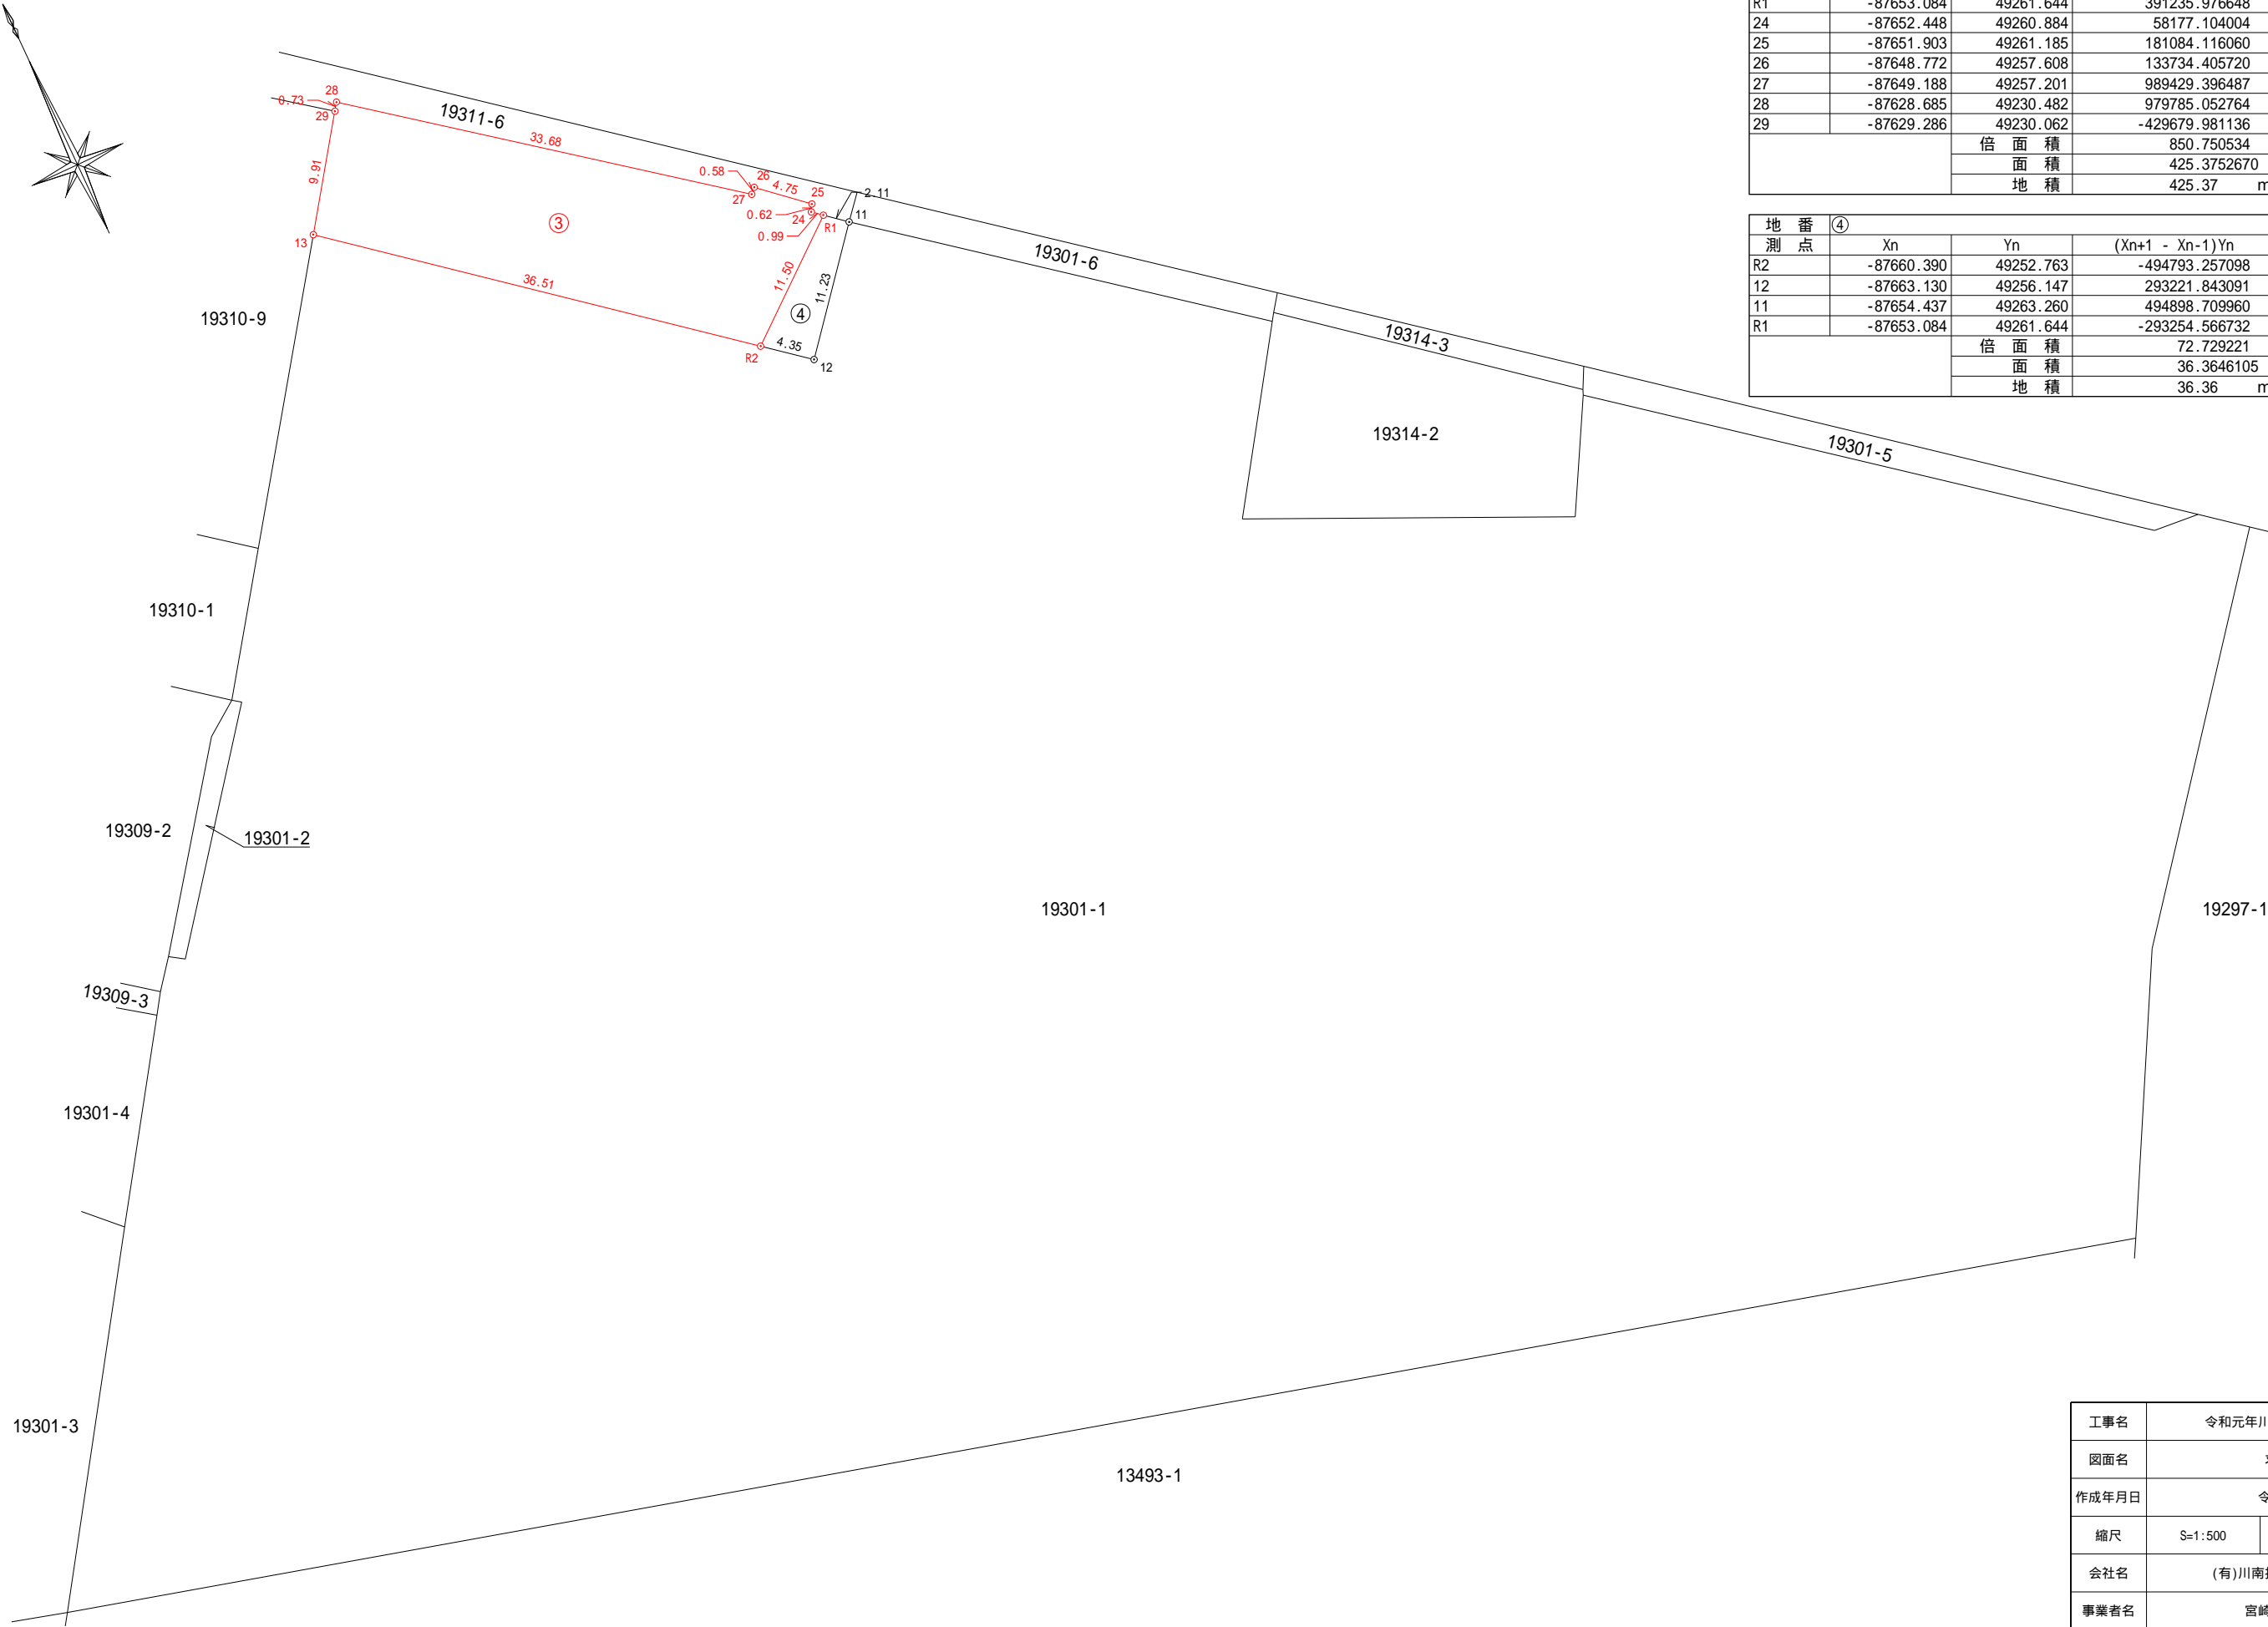 R1 -87653.084 49261.644 391235.976648
24 -87652.448 49260.884 58177.104004
25 -87651.903 49261.185 181084.116060
26 -87648.772 49257.608 133734.405720
27 -87649.188 49257.201 989429.396487
28 -87628.685 49230.482 979785.052764
29 -87629.286 49230.062 -429679.981136
倍 面 積 850.750534
面 積 425.3752670
地 積 425.37 m
地 番 ④
測 点 Xn Yn (Xn+1 - Xn-1)Yn
R2 -87660.390 49252.763 -494793.257098
12 -87663.130 49256.147 293221.843091
11 -87654.437 49263.260 494898.709960
R1 -87653.084 49261.644 -293254.566732
倍 面 積 72.729221
面 積 36.3646105
地 積 36.36 m
28
0.73
29
19311-6
33.68
9.91
0.58
26
4.75
25
27
0.62
24
0.99
R1
2.11
11
③
13
36.51
11.50
11.23
④
4.35
R2
12
19301-6
19310-9
19314-3
19314-2
19301-5
19310-1
19309-2
19301-2
19301-1
19297-1
19309-3
19301-4
19301-3
13493-1
工事名 令和元年川
図面名
作成年月日 令
縮尺 S=1:500
会社名 (有)川南
事業者名 宮崎